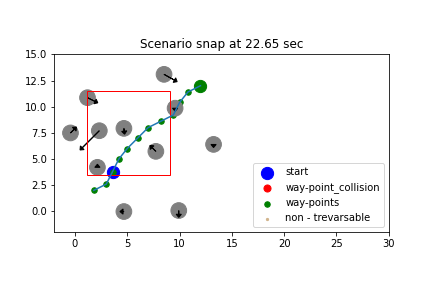 Scenario snap at 22.65 sec
15.0
12.5
10.0
7.5
5.0
2.5
0.0
0 5 10 15 20 25 30
start
way-point_collision
way-points
non - trevarsable